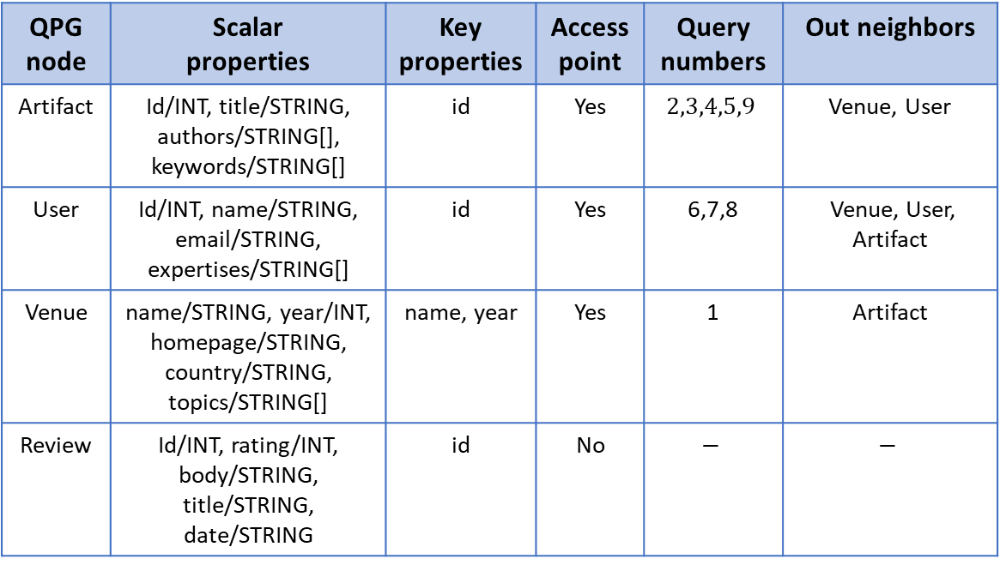 QPG node
Scalar properties
Key properties
Access point
Query numbers
Out neighbors
Artifact
Id/INT, title/STRING,
authors/STRING[],
keywords/STRING[]
id
Yes
2,3,4,5,9
Venue, User
User
Id/INT, name/STRING,
email/STRING,
expertises/STRING[]
id
Yes
6,7,8
Venue, User,
Artifact
Venue
name/STRING, year/INT,
homepage/STRING,
country/STRING,
topics/STRING[]
name, year
Yes
1
Artifact
Review
Id/INT, rating/INT,
body/STRING,
title/STRING,
date/STRING
id
No
—
—